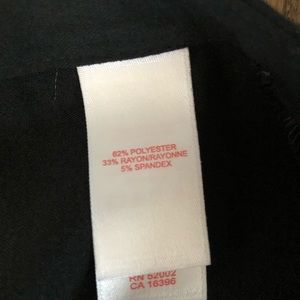 62% POLYESTER
33% RAYON/RAYONNE
5% SPANDEX
RN 52002
CA 16396